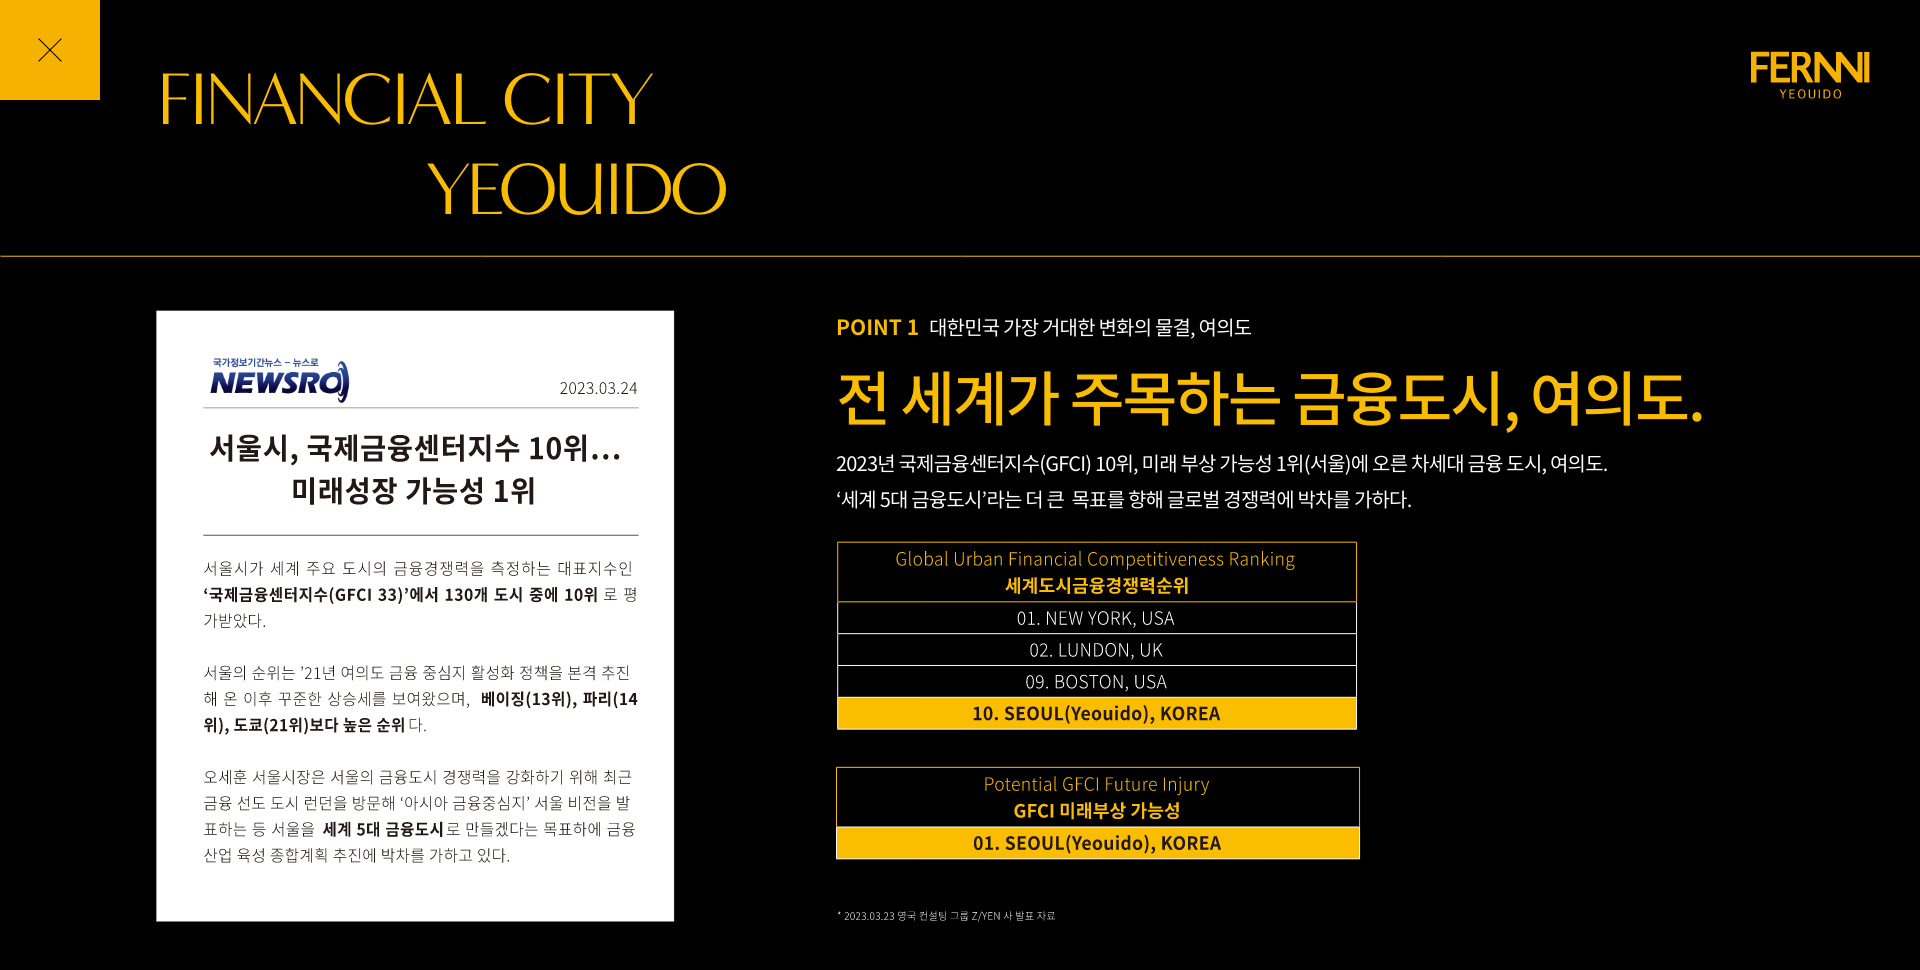 FINANCIAL CITY
YEOUIDO
FERNNI
YEOUIDO
국가정보기간뉴스 – 뉴스로
NEWSRO
2023.03.24
서울시, 국제금융센터지수 10위...
미래성장 가능성 1위
서울시가 세계 주요 도시의 금융경쟁력을 측정하는 대표지수인
‘국제금융센터지수(GFCI 33)’에서 130개 도시 중에 10위 로 평
가받았다.
서울의 순위는 ’21년 여의도 금융 중심지 활성화 정책을 본격 추진
해 온 이후 꾸준한 상승세를 보여왔으며, 베이징(13위), 파리(14
위), 도쿄(21위)보다 높은 순위다.
오세훈 서울시장은 서울의 금융도시 경쟁력을 강화하기 위해 최근
금융 선도 도시 런던을 방문해 ‘아시아 금융중심지’ 서울 비전을 발
표하는 등 서울을 세계 5대 금융도시로 만들겠다는 목표하에 금융
산업 육성 종합계획 추진에 박차를 가하고 있다.
POINT 1 대한민국 가장 거대한 변화의 물결, 여의도
전 세계가 주목하는 금융도시, 여의도.
2023년 국제금융센터지수(GFCI) 10위, 미래 부상 가능성 1위(서울)에 오른 차세대 금융 도시, 여의도.
‘세계 5대 금융도시’라는 더 큰 목표를 향해 글로벌 경쟁력에 박차를 가하다.
Global Urban Financial Competitiveness Ranking
세계도시금융경쟁력순위
01. NEW YORK, USA
02. LUNDON, UK
09. BOSTON, USA
10. SEOUL(Yeouido), KOREA
Potential GFCI Future Injury
GFCI 미래부상 가능성
01. SEOUL(Yeouido), KOREA
* 2023.03.23 영국 컨설팅 그룹 Z/YEN 사 발표 자료